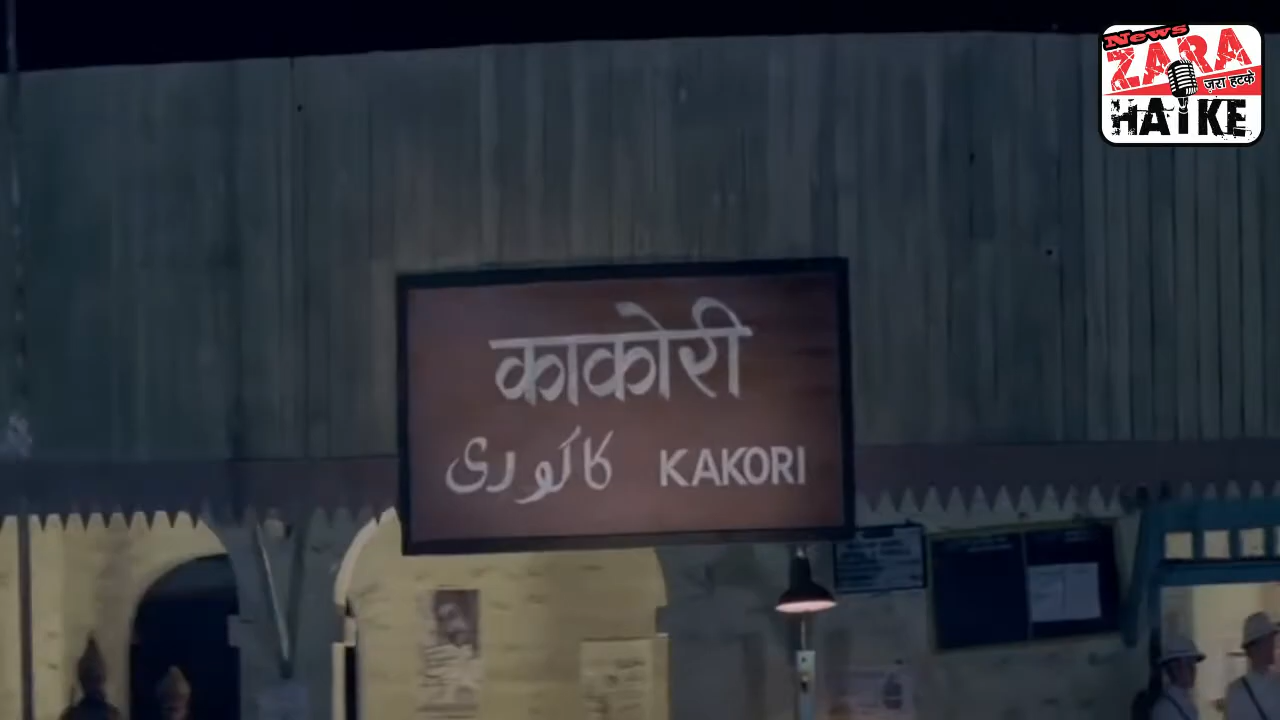 News
ZARA
ज़रा हटके
HATKE
काकोरी
کاکوری KAKORI